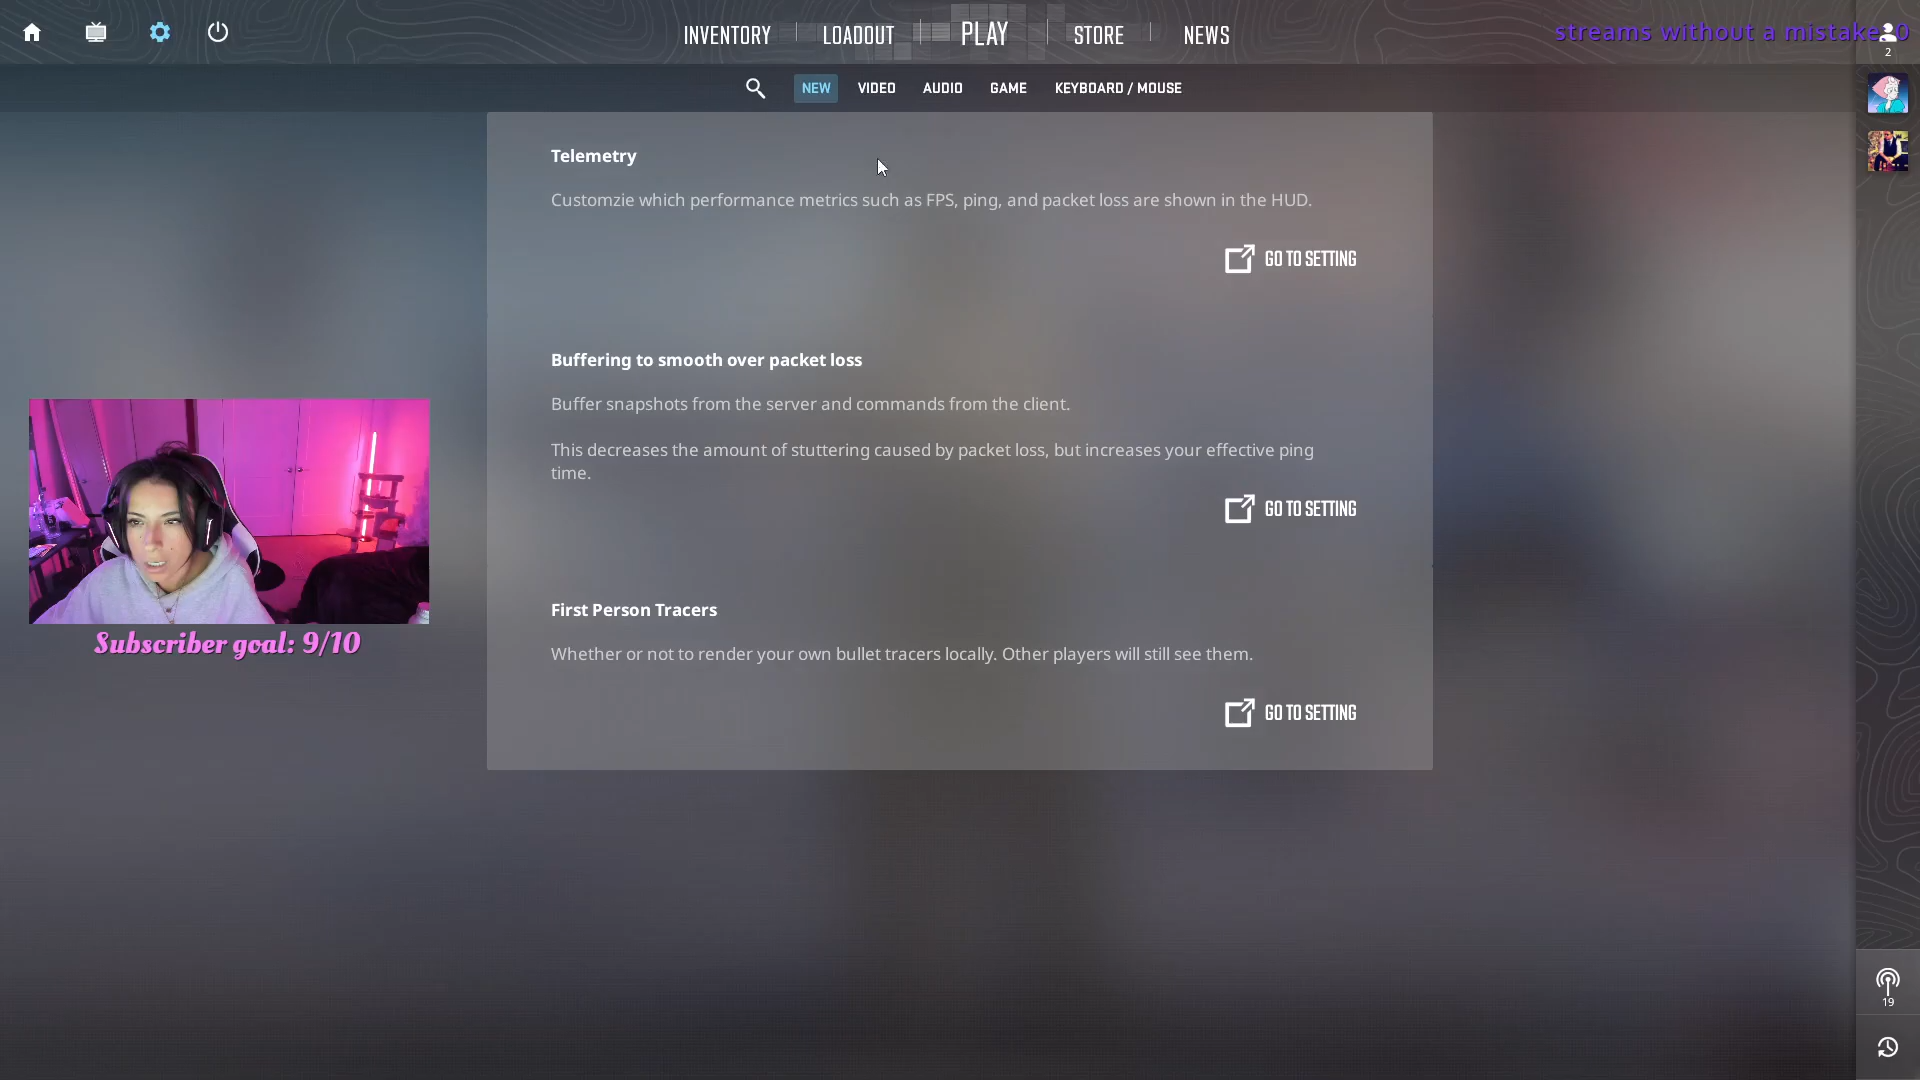 INVENTORY
LOADOUT
PLAY
STORE
NEWS
streams without a mistake: 0
2
NEW
VIDEO
AUDIO
GAME
KEYBOARD / MOUSE
Telemetry
Customzie which performance metrics such as FPS, ping, and packet loss are shown in the HUD.
GO TO SETTING
Buffering to smooth over packet loss
Buffer snapshots from the server and commands from the client.
This decreases the amount of stuttering caused by packet loss, but increases your effective ping
time.
GO TO SETTING
Subscriber goal: 9/10
First Person Tracers
Whether or not to render your own bullet tracers locally. Other players will still see them.
GO TO SETTING
19